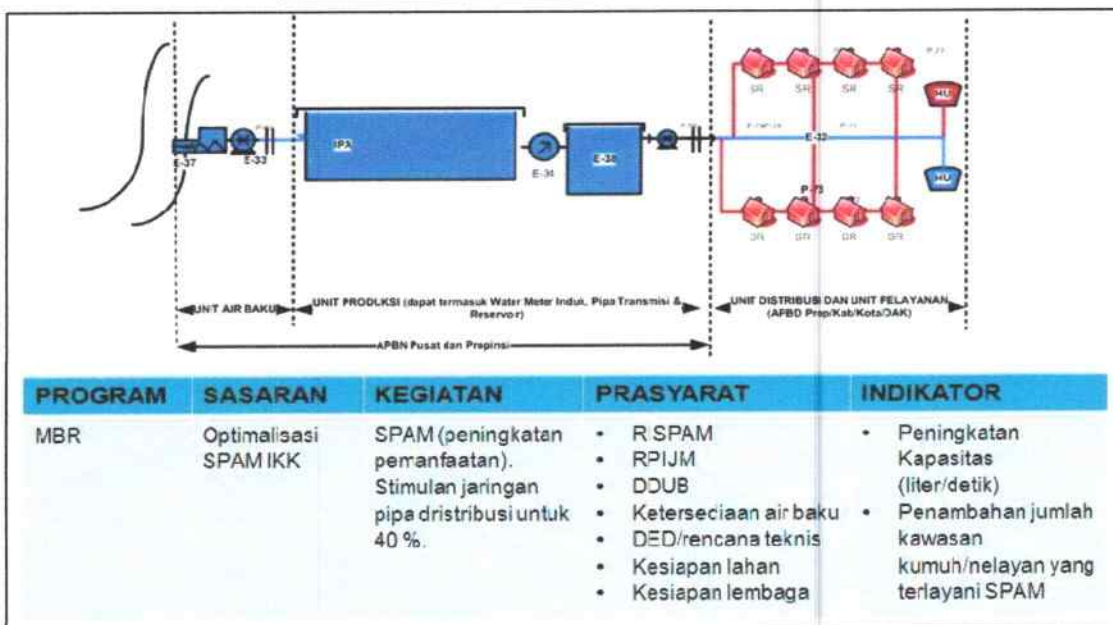 SR SR SR SR
HU
E-37
E-33
IPA
E-34
E-38
E-32
HU
P-73
SR SR SR SR
UNIT AIR BAKU
UNIT PRODUKSI (dapat termasuk Water Meter Induk, Pipa Transmisi &
Reservoir)
UNIT DISTRIBUSI DAN UNIT PELAYANAN
(APBD Prop/Kab/Kota/DAK)
APBN Pusat dan Propinsi
PROGRAM SASARAN KEGIATAN PRASYARAT INDIKATOR
MBR
Optimalisasi
SPAM IKK
SPAM (peningkatan
pemanfaatan).
Stimulan jaringan
pipa dristribusi untuk
40 %.
• RISPAM
• RPIJM
• DDUB
• Ketersediaan air baku
• DED/rencana teknis
• Kesiapan lahan
• Kesiapan lembaga
• Peningkatan
Kapasitas
(liter/detik)
• Penambahan jumlah
kawasan
kumuh/nelayan yang
terlayani SPAM